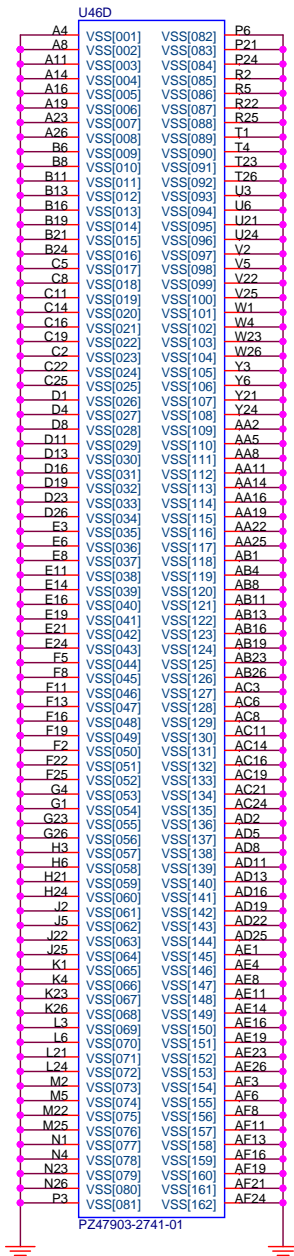 U46D
A4 VSS[001] VSS[082] P6
A8 VSS[002] VSS[083] P21
A11 VSS[003] VSS[084] P24
A14 VSS[004] VSS[085] R2
A16 VSS[005] VSS[086] R5
A19 VSS[006] VSS[087] R22
A23 VSS[007] VSS[088] R25
A26 VSS[008] VSS[089] T1
B6 VSS[009] VSS[090] T4
B8 VSS[010] VSS[091] T23
B11 VSS[011] VSS[092] T26
B13 VSS[012] VSS[093] U3
B16 VSS[013] VSS[094] U6
B19 VSS[014] VSS[095] U21
B21 VSS[015] VSS[096] U24
B24 VSS[016] VSS[097] V2
C5 VSS[017] VSS[098] V5
C8 VSS[018] VSS[099] V22
C11 VSS[019] VSS[100] V25
C14 VSS[020] VSS[101] W1
C16 VSS[021] VSS[102] W4
C19 VSS[022] VSS[103] W23
C2 VSS[023] VSS[104] W26
C22 VSS[024] VSS[105] Y3
C25 VSS[025] VSS[106] Y6
D1 VSS[026] VSS[107] Y21
D4 VSS[027] VSS[108] Y24
D8 VSS[028] VSS[109] AA2
D11 VSS[029] VSS[110] AA5
D13 VSS[030] VSS[111] AA8
D16 VSS[031] VSS[112] AA11
D19 VSS[032] VSS[113] AA14
D23 VSS[033] VSS[114] AA16
D26 VSS[034] VSS[115] AA19
E3 VSS[035] VSS[116] AA22
E6 VSS[036] VSS[117] AA25
E8 VSS[037] VSS[118] AB1
E11 VSS[038] VSS[119] AB4
E14 VSS[039] VSS[120] AB8
E16 VSS[040] VSS[121] AB11
E19 VSS[041] VSS[122] AB13
E21 VSS[042] VSS[123] AB16
E24 VSS[043] VSS[124] AB19
F5 VSS[044] VSS[125] AB23
F8 VSS[045] VSS[126] AB26
F11 VSS[046] VSS[127] AC3
F13 VSS[047] VSS[128] AC6
F16 VSS[048] VSS[129] AC8
F19 VSS[049] VSS[130] AC11
F2 VSS[050] VSS[131] AC14
F22 VSS[051] VSS[132] AC16
F25 VSS[052] VSS[133] AC19
G4 VSS[053] VSS[134] AC21
G1 VSS[054] VSS[135] AC24
G23 VSS[055] VSS[136] AD2
G26 VSS[056] VSS[137] AD5
H3 VSS[057] VSS[138] AD8
H6 VSS[058] VSS[139] AD11
H21 VSS[059] VSS[140] AD13
H24 VSS[060] VSS[141] AD16
J2 VSS[061] VSS[142] AD19
J5 VSS[062] VSS[143] AD22
J22 VSS[063] VSS[144] AD25
J25 VSS[064] VSS[145] AE1
K1 VSS[065] VSS[146] AE4
K4 VSS[066] VSS[147] AE8
K23 VSS[067] VSS[148] AE11
K26 VSS[068] VSS[149] AE14
L3 VSS[069] VSS[150] AE16
L6 VSS[070] VSS[151] AE19
L21 VSS[071] VSS[152] AE23
L24 VSS[072] VSS[153] AE26
M2 VSS[073] VSS[154] AF3
M5 VSS[074] VSS[155] AF6
M22 VSS[075] VSS[156] AF8
M25 VSS[076] VSS[157] AF11
N1 VSS[077] VSS[158] AF13
N4 VSS[078] VSS[159] AF16
N23 VSS[079] VSS[160] AF19
N26 VSS[080] VSS[161] AF21
P3 VSS[081] VSS[162] AF24
PZ47903-2741-01